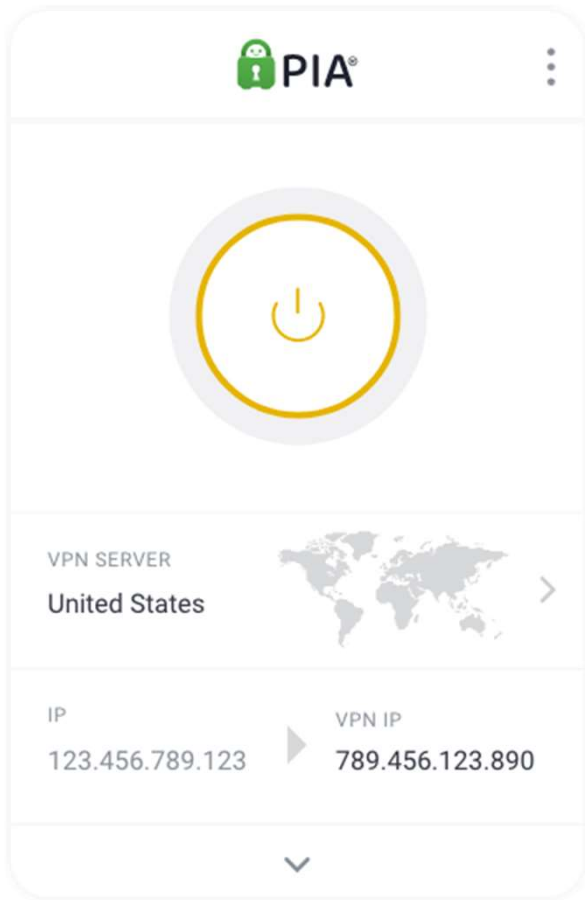 PIA®
VPN SERVER
United States
IP
123.456.789.123
VPN IP
789.456.123.890